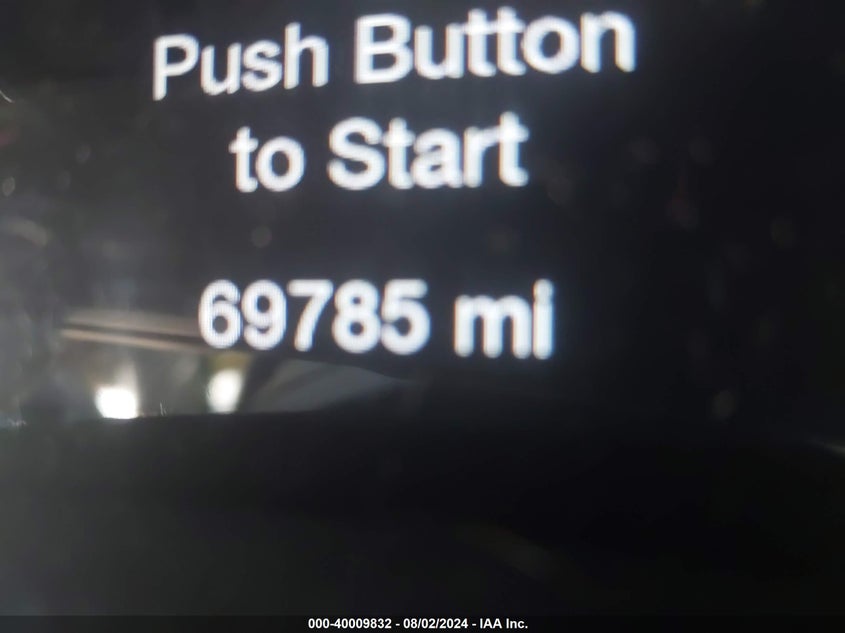 Push Button
to Start
69785 mi
000-40009832 - 08/02/2024 - IAA Inc.